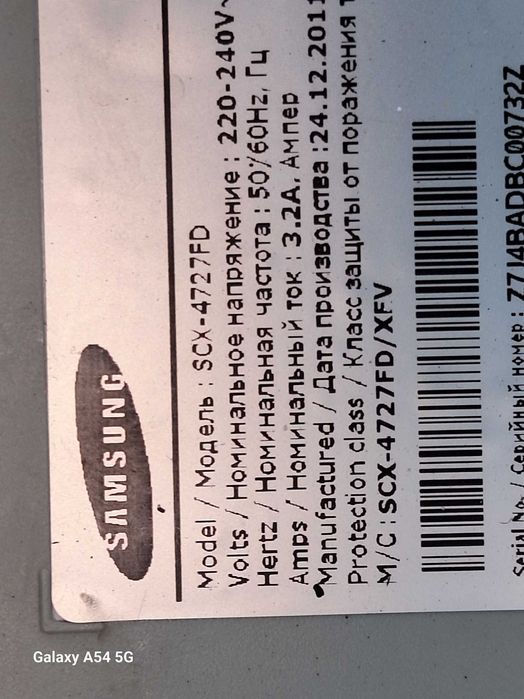 SAMSUNG
Model / Модель : SCX-4727FD
Volts / Номинальное напряжение : 220-240V~
Hertz / Номинальная частота : 50/60Hz, Гц
Amps / Номинальный ток : 3.2A, Ампер
Manufactured / Дата производства :24.12.2011
Protection class / Класс защиты от поражения
M/C : SCX-4727FD/XFV
Serial No. / Серийный номер : Z7J4BADBC00732Z
Galaxy A54 5G